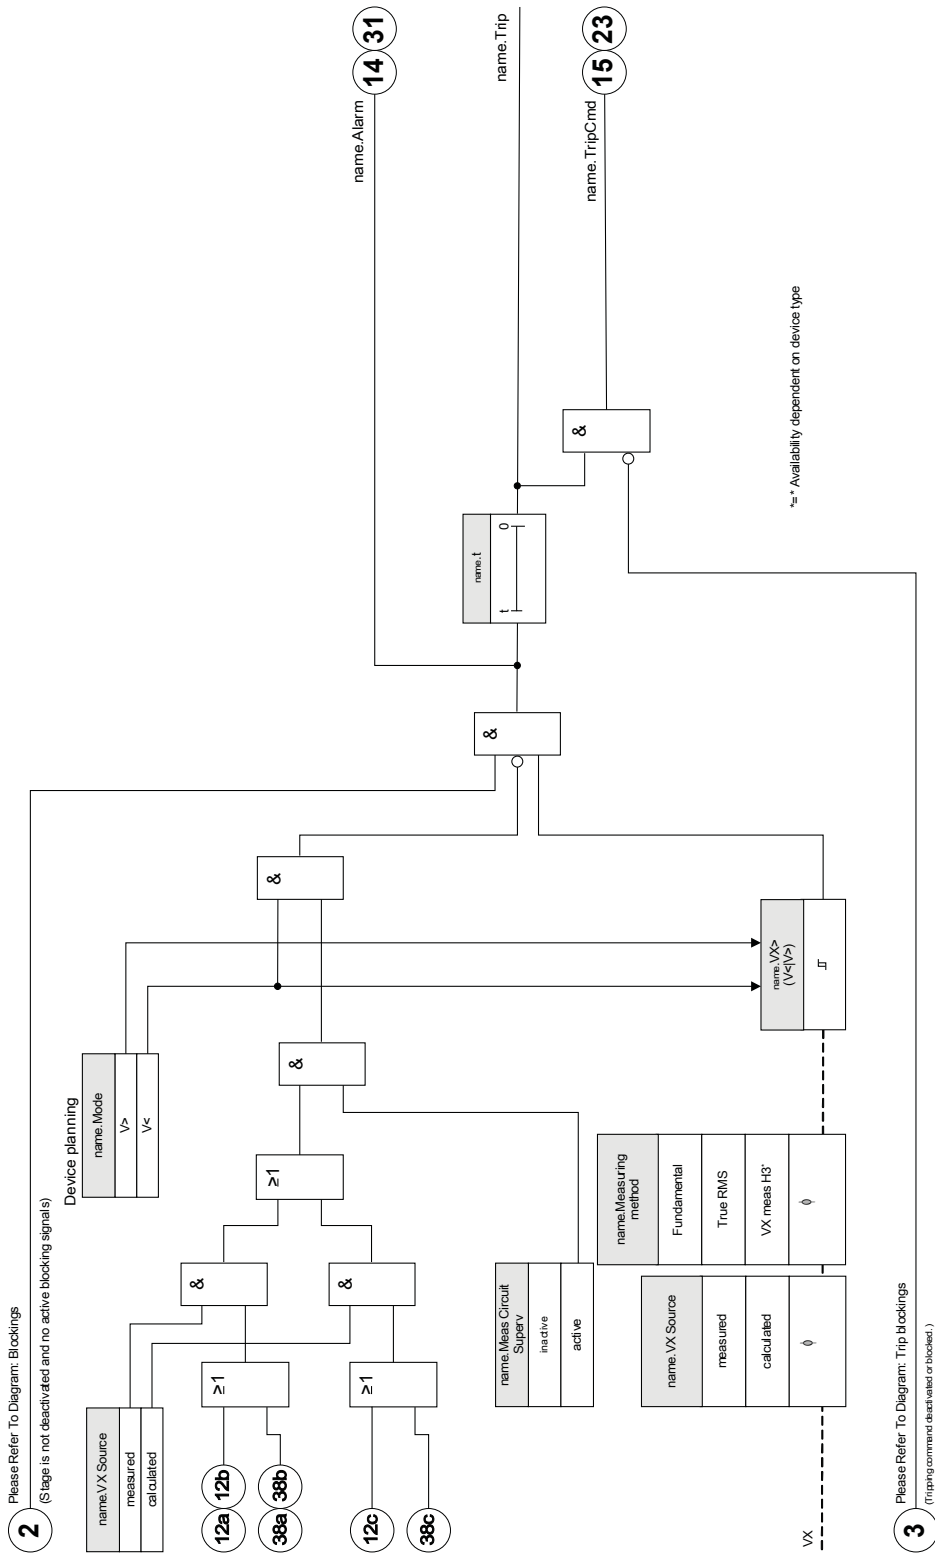 2
Please Refer To Diagram: Blockings
(Stage is not deactivated and no active blocking signals)
name.VX Source
measured
calculated
12a
12b
38a
38b
12c
38c
≥1
≥1
&
&
≥1
&
&
&
Device planning
name.Mode
V>
V<
name.Meas Circuit
Superv
inactive
active
VX
name.VX Source
measured
calculated
ϕ
name.Measuring
method
Fundamental
True RMS
VX meas H3*
ϕ
name.VX>
(V<|V>)
name.t
t
0
&
name.Alarm
14
31
name.Trip
name.TripCmd
15
23
*=* Availability dependent on device type
3
Please Refer To Diagram: Trip blockings
(Tripping command deactivated or blocked.)